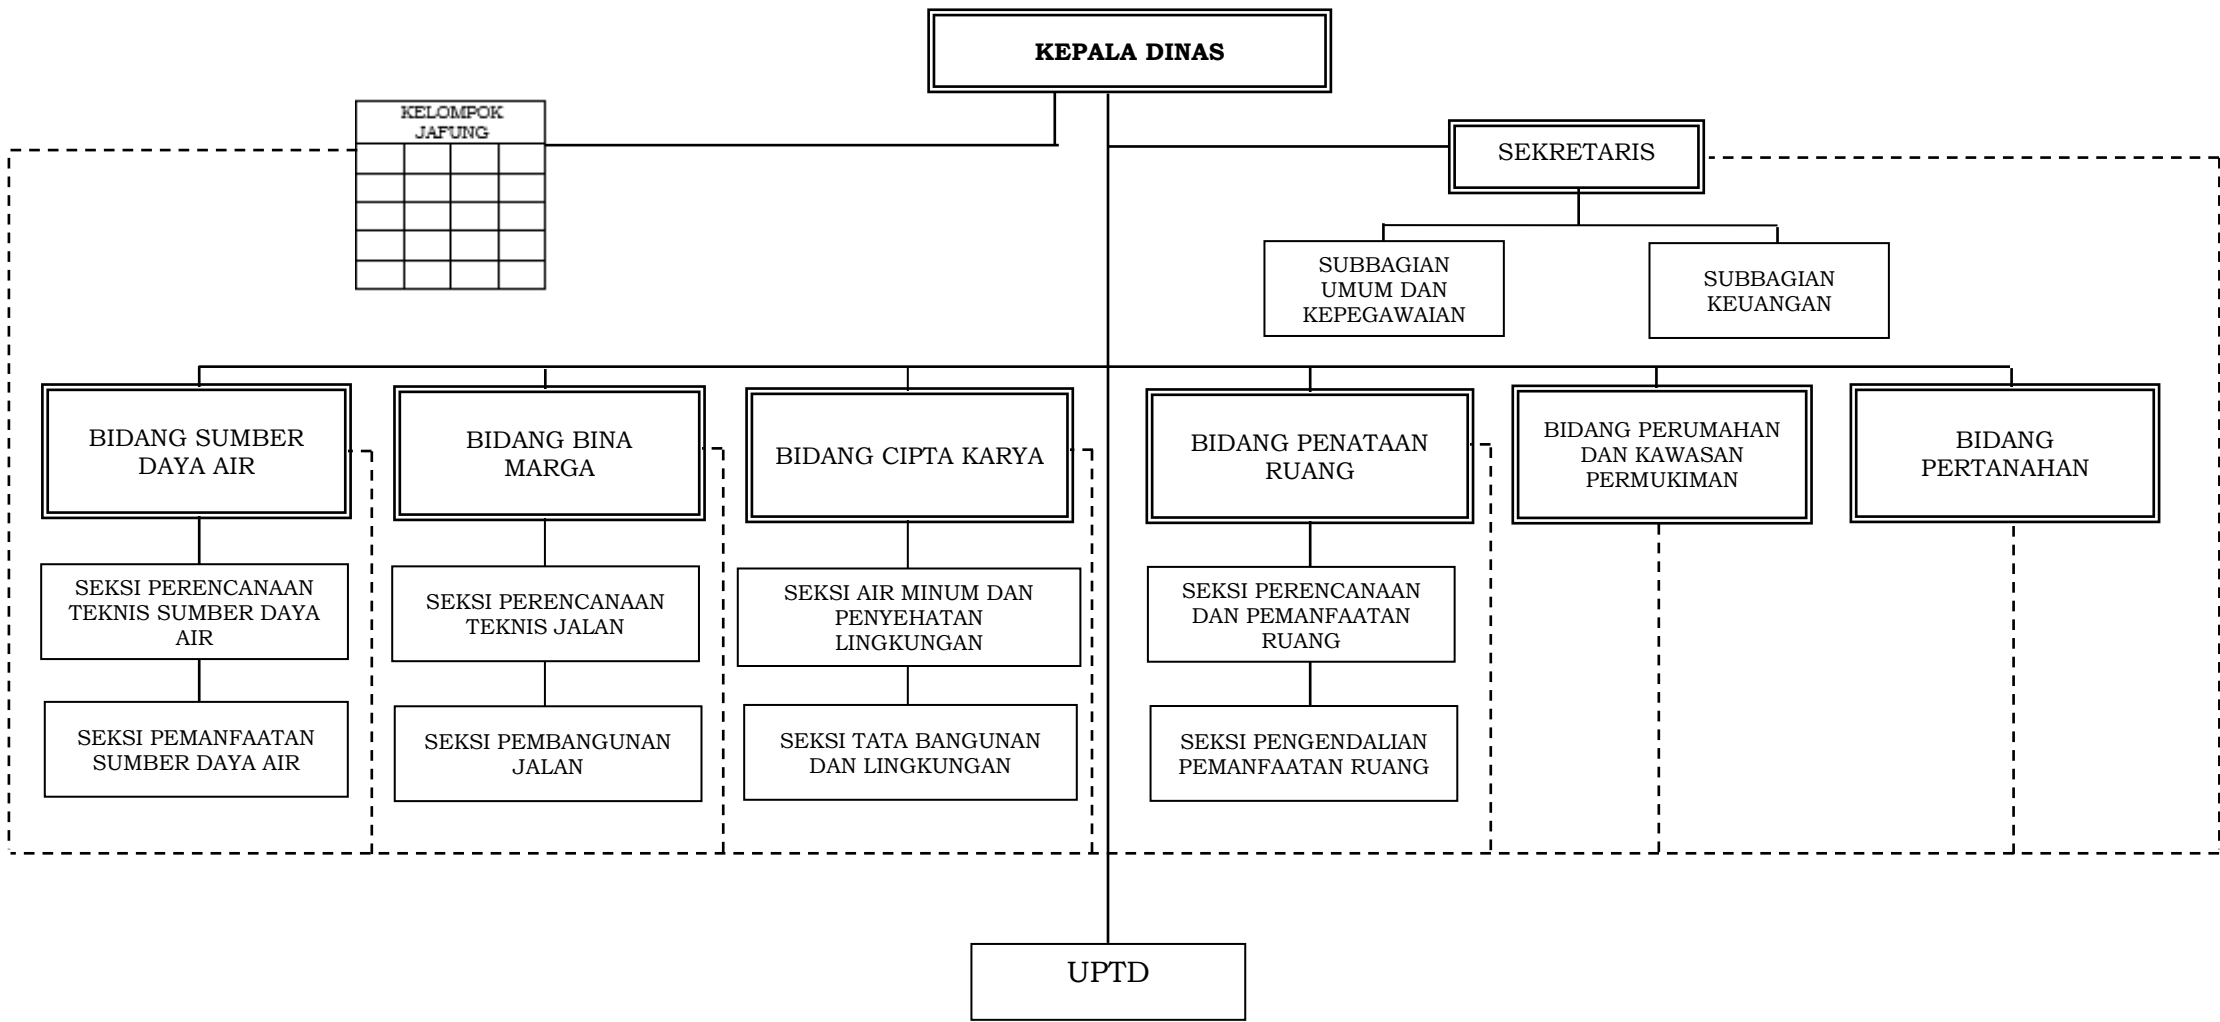 KEPALA DINAS
KELOMPOK
JAFUNG
SEKRETARIS
SUBBAGIAN
UMUM DAN
KEPEGAWAIAN
SUBBAGIAN
KEUANGAN
BIDANG SUMBER
DAYA AIR
BIDANG BINA
MARGA
BIDANG CIPTA KARYA
BIDANG PENATAAN
RUANG
BIDANG PERUMAHAN
DAN KAWASAN
PERMUKIMAN
BIDANG
PERTANAHAN
SEKSI PERENCANAAN
TEKNIS SUMBER DAYA
AIR
SEKSI PERENCANAAN
TEKNIS JALAN
SEKSI AIR MINUM DAN
PENYEHATAN
LINGKUNGAN
SEKSI PERENCANAAN
DAN PEMANFAATAN
RUANG
SEKSI PEMANFAATAN
SUMBER DAYA AIR
SEKSI PEMBANGUNAN
JALAN
SEKSI TATA BANGUNAN
DAN LINGKUNGAN
SEKSI PENGENDALIAN
PEMANFAATAN RUANG
UPTD